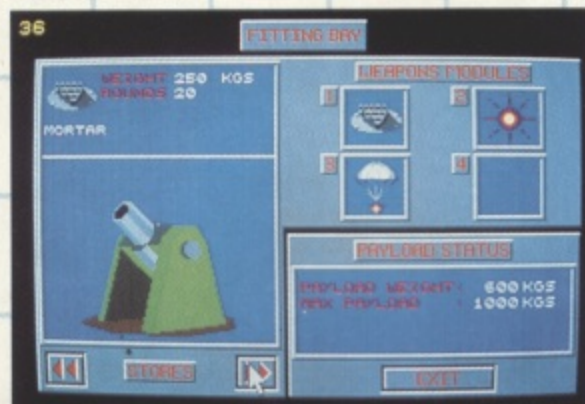 36
FITTING BAY
WEIGHT 250 KGS
ROUNDS 20
MORTAR
STORES
WEAPONS MODULES
1
2
3
4
PAYLOAD STATUS
PAYLOAD WEIGHT: 600 KGS
MAX PAYLOAD : 1000 KGS
EXIT